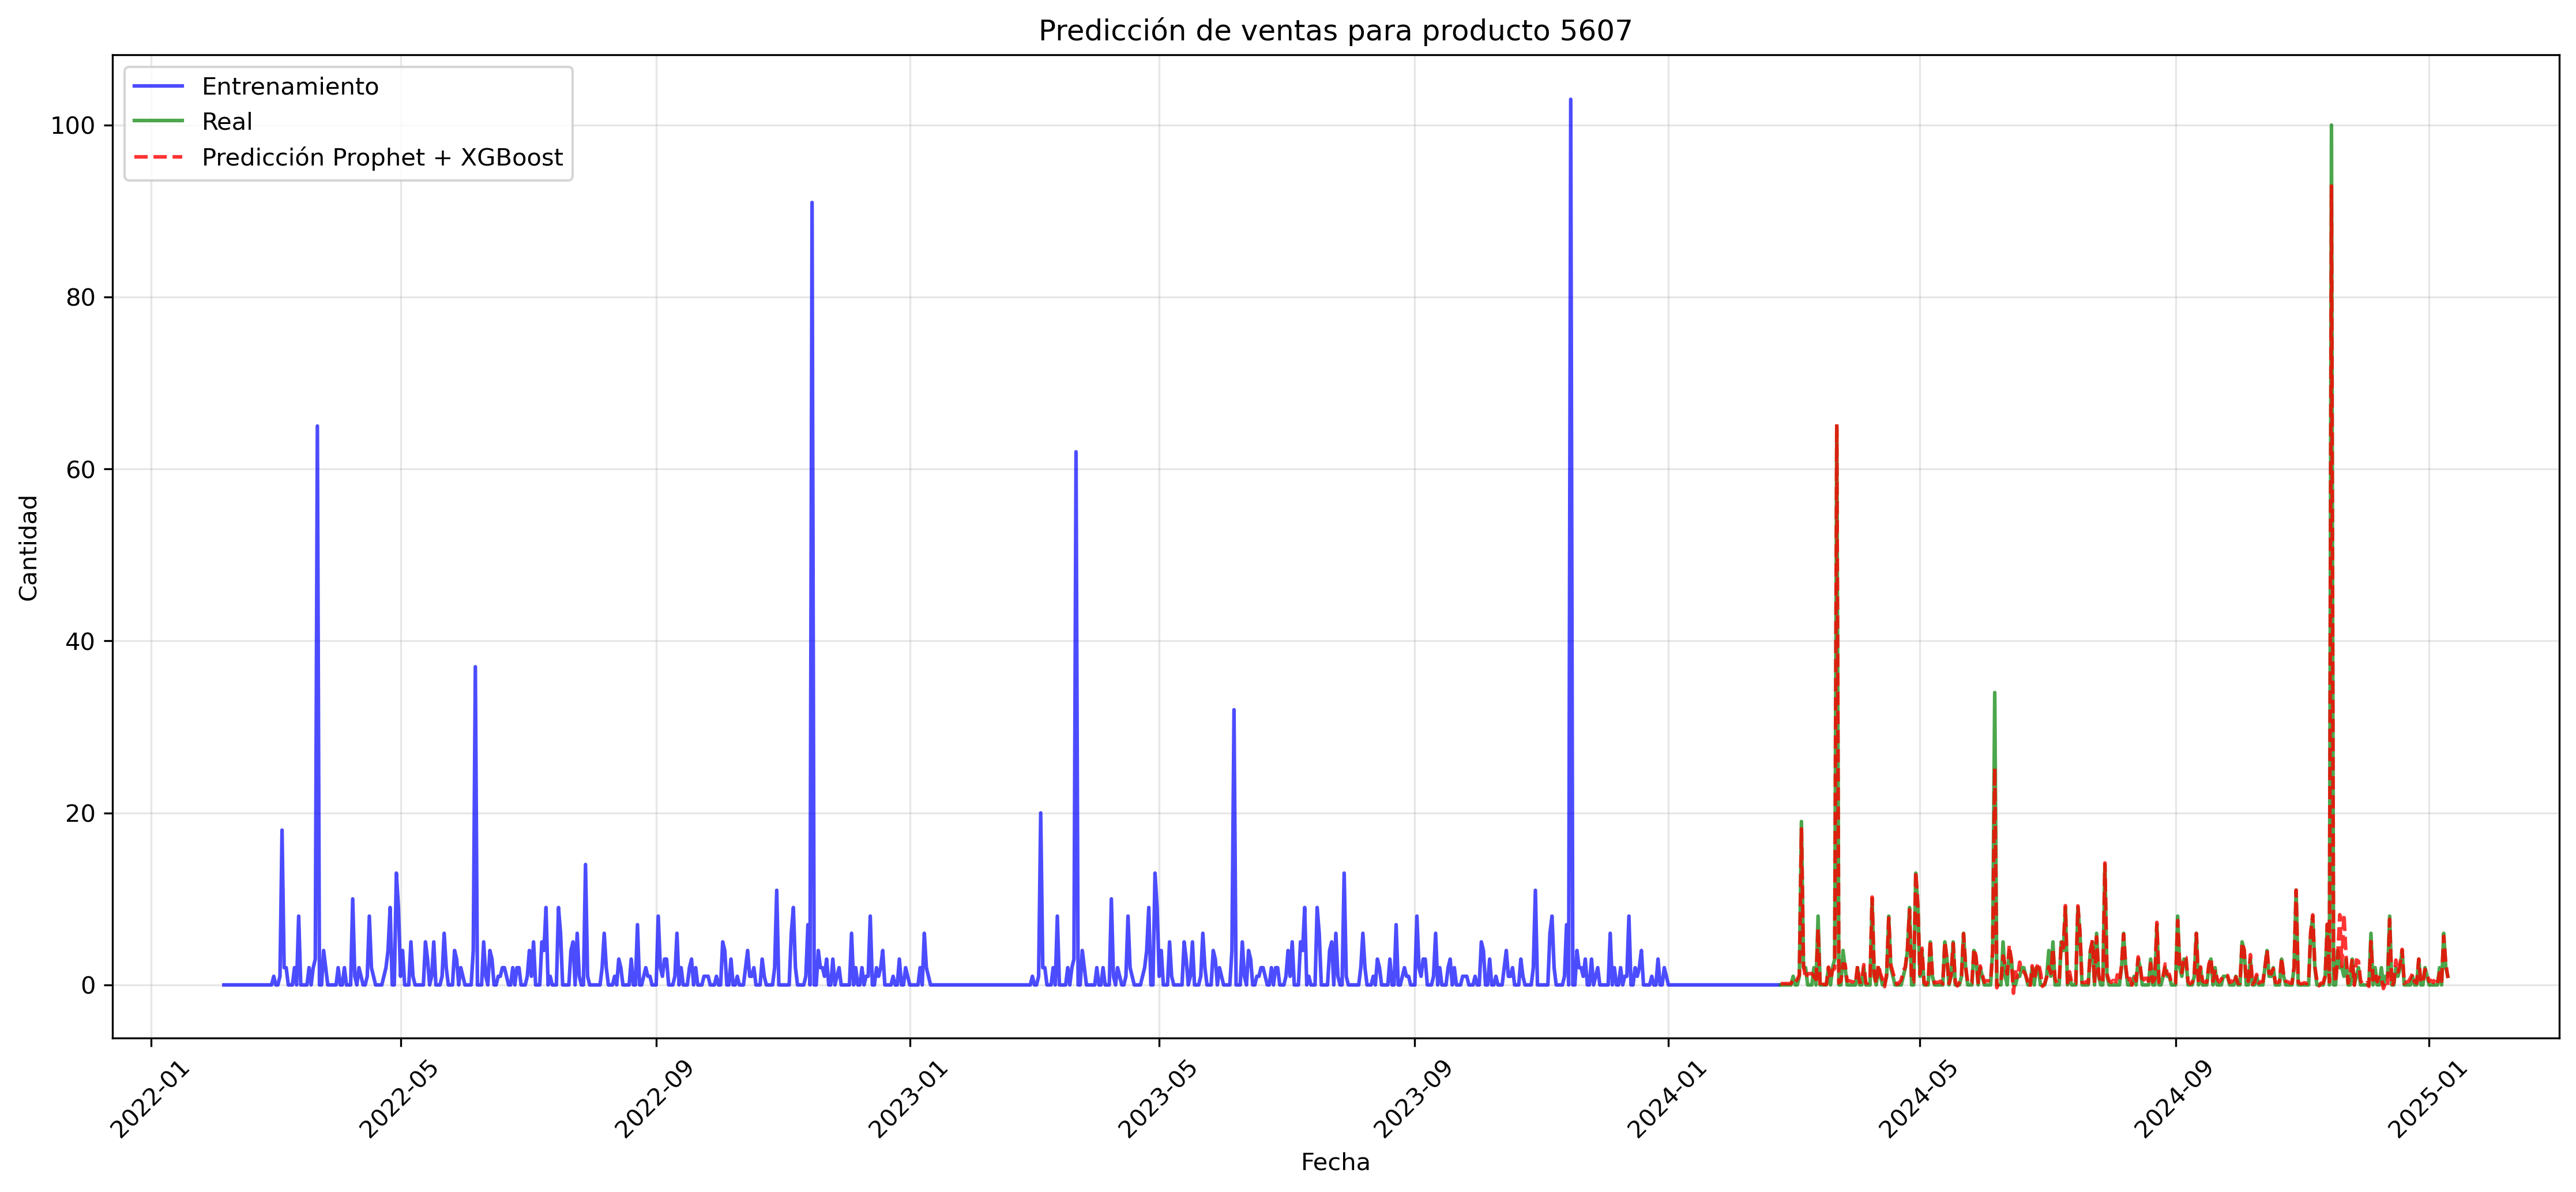 Predicción de ventas para producto 5607
Entrenamiento
Real
Predicción Prophet + XGBoost
100
80
60
40
20
0
Cantidad
2022-01
2022-05
2022-09
2023-01
2023-05
2023-09
2024-01
2024-05
2024-09
2025-01
Fecha